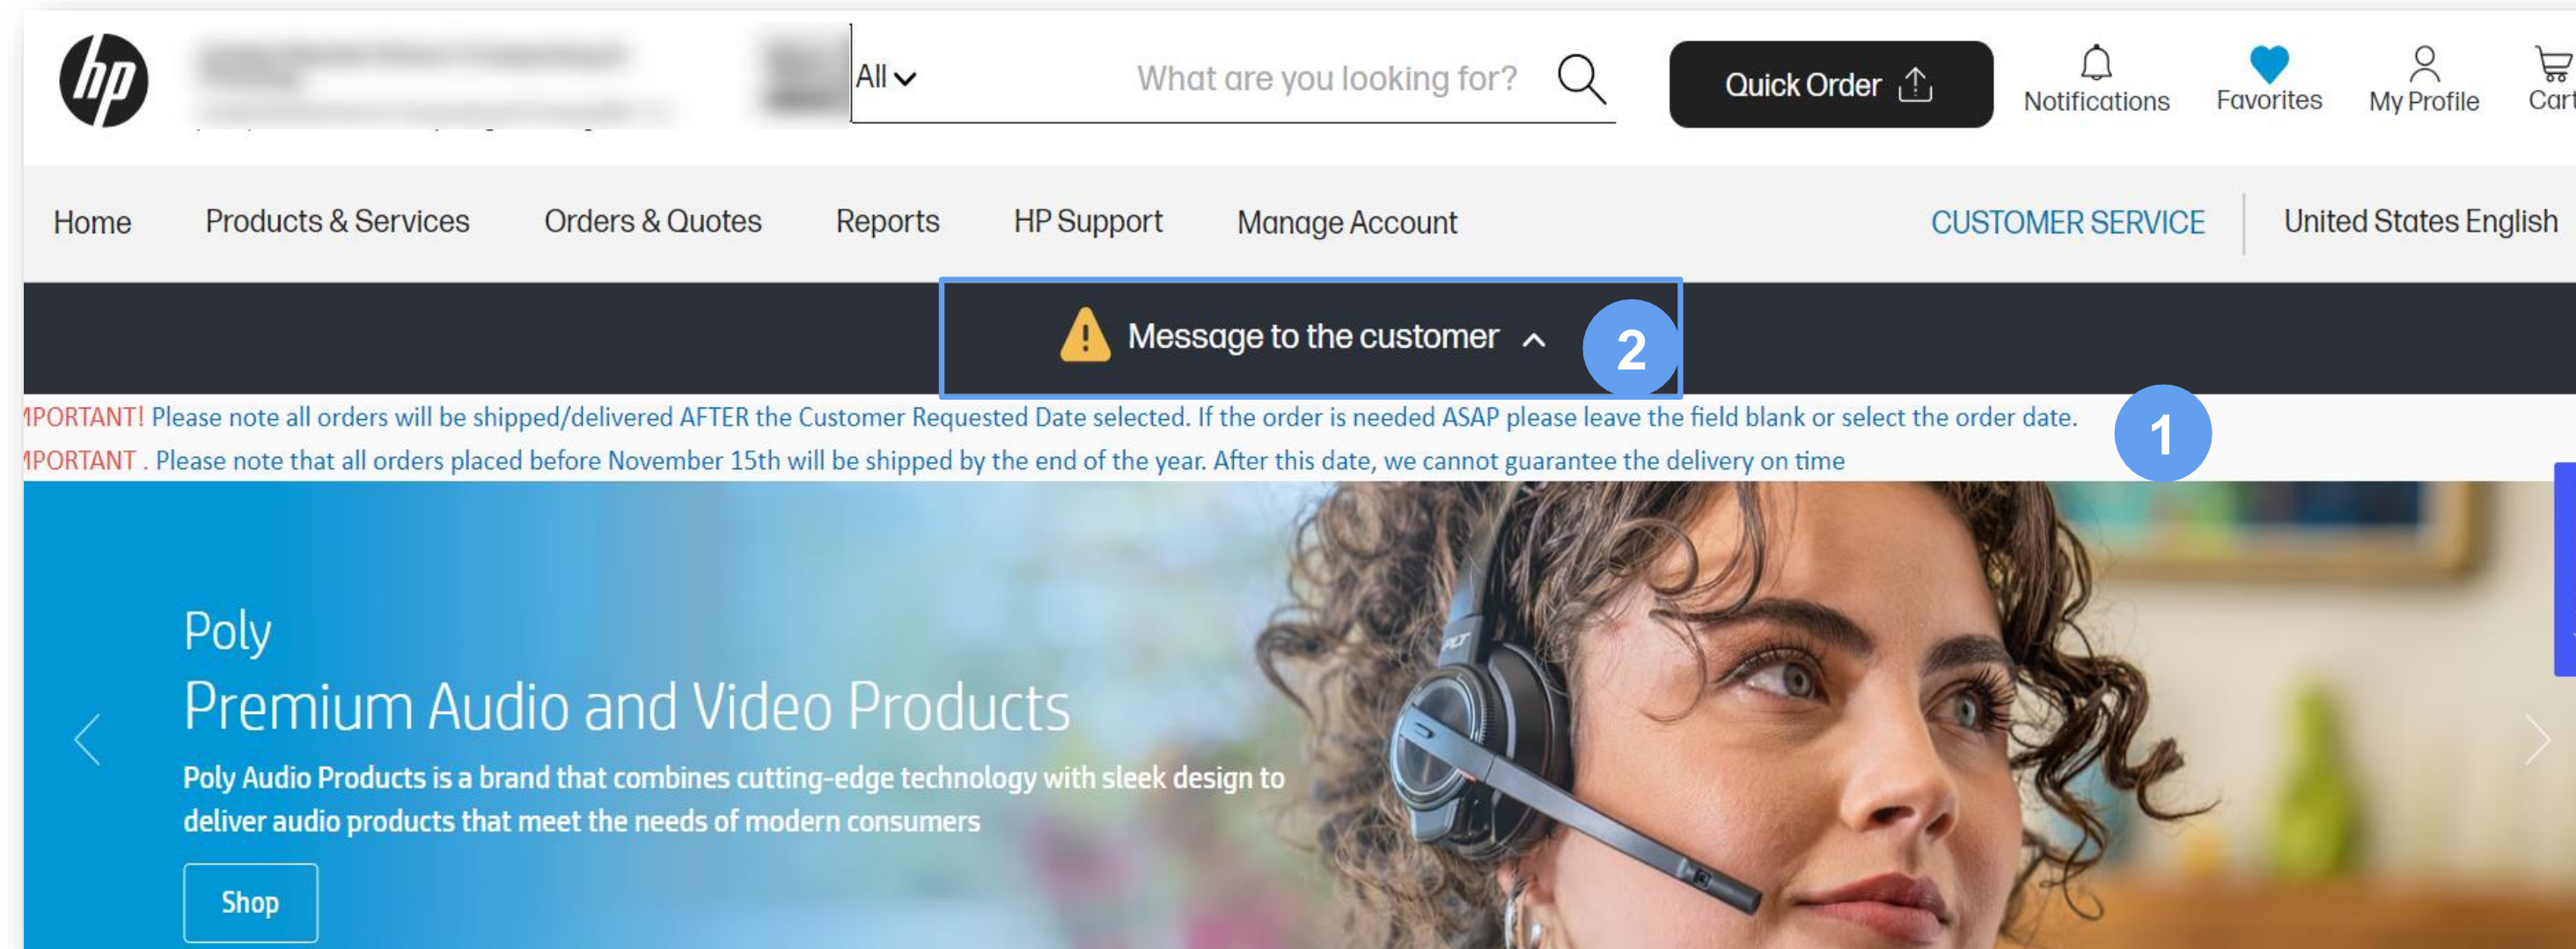 hp
All
What are you looking for?
Quick Order
Notifications
Favorites
My Profile
Cart
Home
Products & Services
Orders & Quotes
Reports
HP Support
Manage Account
CUSTOMER SERVICE
United States English
Message to the customer
2
MPORTANT! Please note all orders will be shipped/delivered AFTER the Customer Requested Date selected. If the order is needed ASAP please leave the field blank or select the order date.
1
MPORTANT . Please note that all orders placed before November 15th will be shipped by the end of the year. After this date, we cannot guarantee the delivery on time
PLT
Poly
Premium Audio and Video Products
Poly Audio Products is a brand that combines cutting-edge technology with sleek design to
deliver audio products that meet the needs of modern consumers
Shop